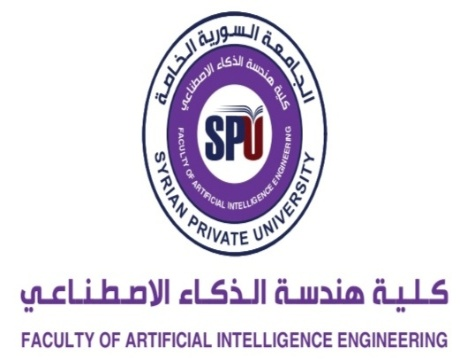 الجامعة السورية الخاصة
كلية هندسة الذكاء الاصطناعي
SPU
FACULTY OF ARTIFICIAL INTELLIGENCE ENGINEERING
SYRIAN PRIVATE UNIVERSITY
كلية هندسة الذكاء الاصطناعي
FACULTY OF ARTIFICIAL INTELLIGENCE ENGINEERING